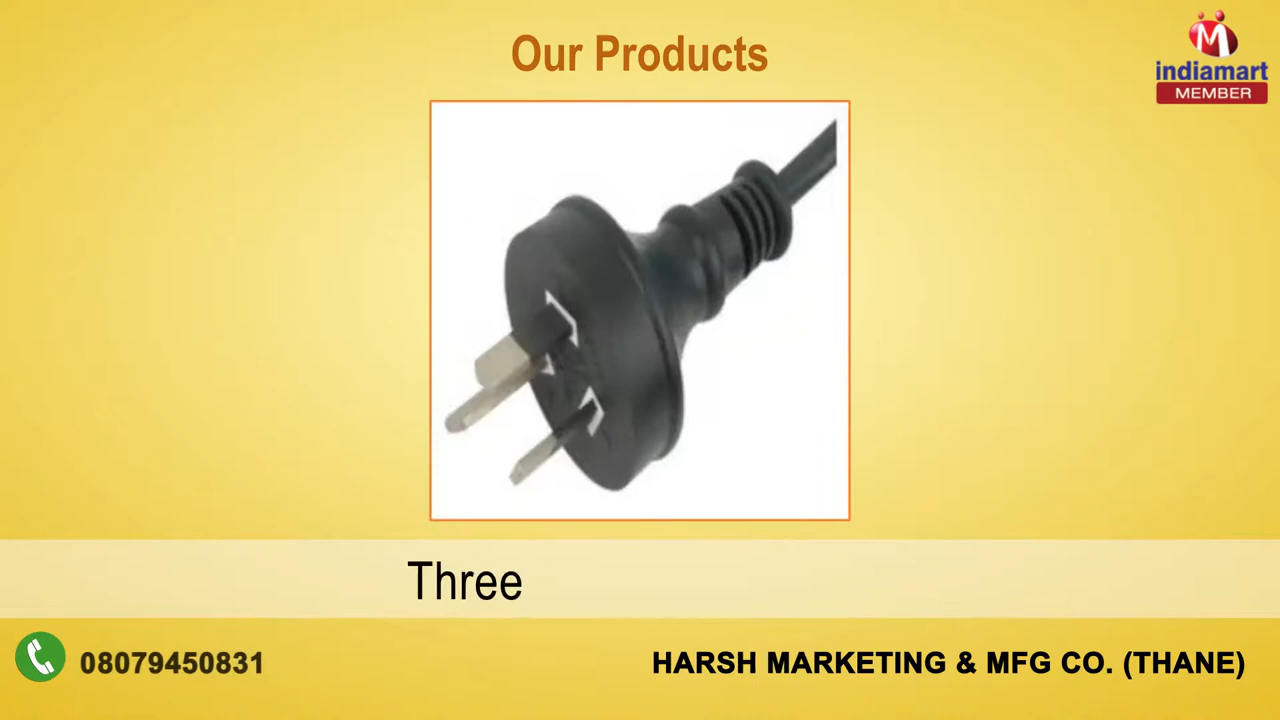 Our Products
M
indiamart
MEMBER
Three
08079450831
HARSH MARKETING & MFG CO. (THANE)